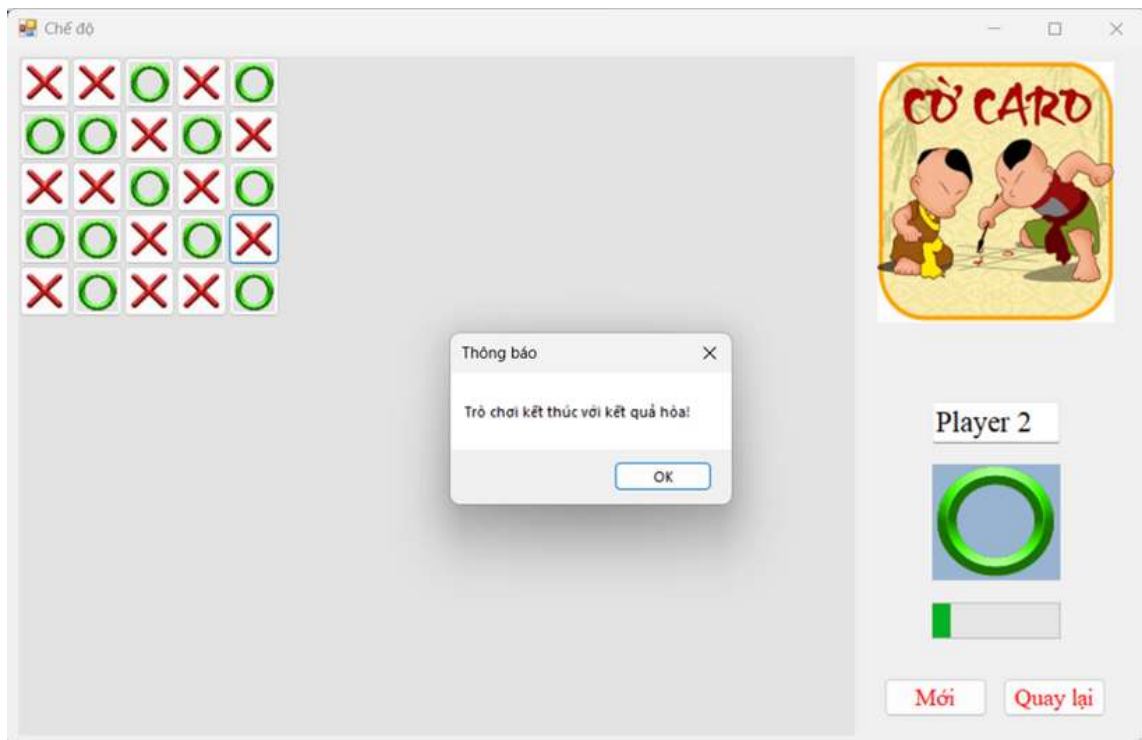 Chế độ
CỜ CARO
Thông báo
Trò chơi kết thúc với kết quả hòa!
OK
Player 2
Mới
Quay lại